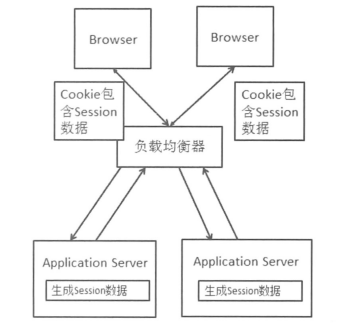 Browser
Browser
Cookie包
含Session
数据
Cookie包
含Session
数据
负载均衡器
Application Server
生成Session数据
Application Server
生成Session数据